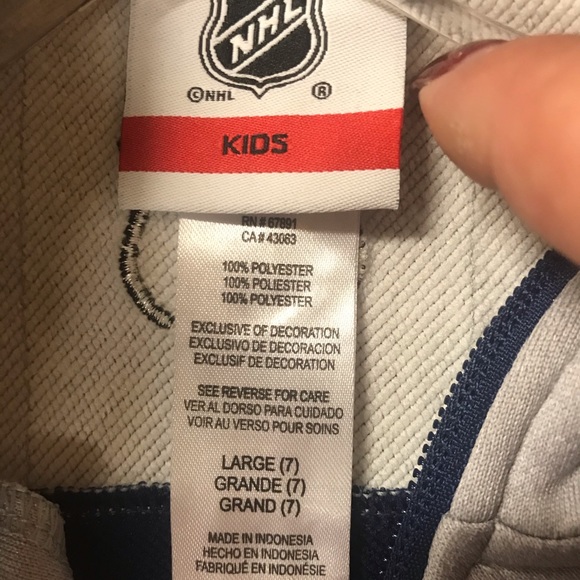 NHL
©NHL ®
KIDS
RN # 67891
CA # 43063
100% POLYESTER
100% POLIESTER
100% POLYESTER
EXCLUSIVE OF DECORATION
EXCLUSIVO DE DECORACION
EXCLUSIF DE DECORATION
SEE REVERSE FOR CARE
VER AL DORSO PARA CUIDADO
VOIR AU VERSO POUR SOINS
LARGE (7)
GRANDE (7)
GRAND (7)
MADE IN INDONESIA
HECHO EN INDONESIA
FABRIQUÉ EN INDONÉSIE